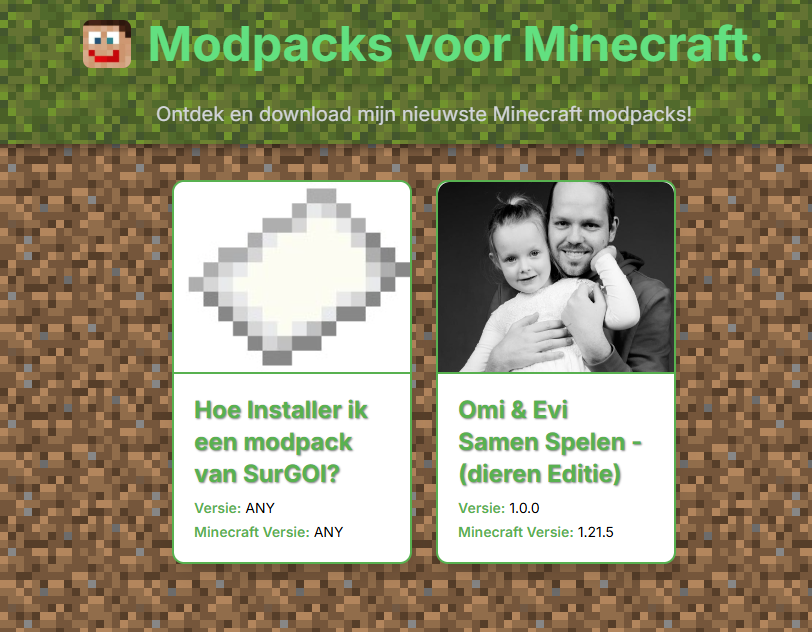 Modpacks voor Minecraft.
Ontdek en download mijn nieuwste Minecraft modpacks!
Hoe Installer ik
een modpack
van SurGOI?
Versie: ANY
Minecraft Versie: ANY
Omi & Evi
Samen Spelen -
(dieren Editie)
Versie: 1.0.0
Minecraft Versie: 1.21.5